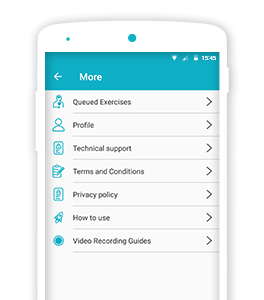 15:45
More
Queued Exercises
Profile
Technical support
Terms and Conditions
Privacy policy
How to use
Video Recording Guides